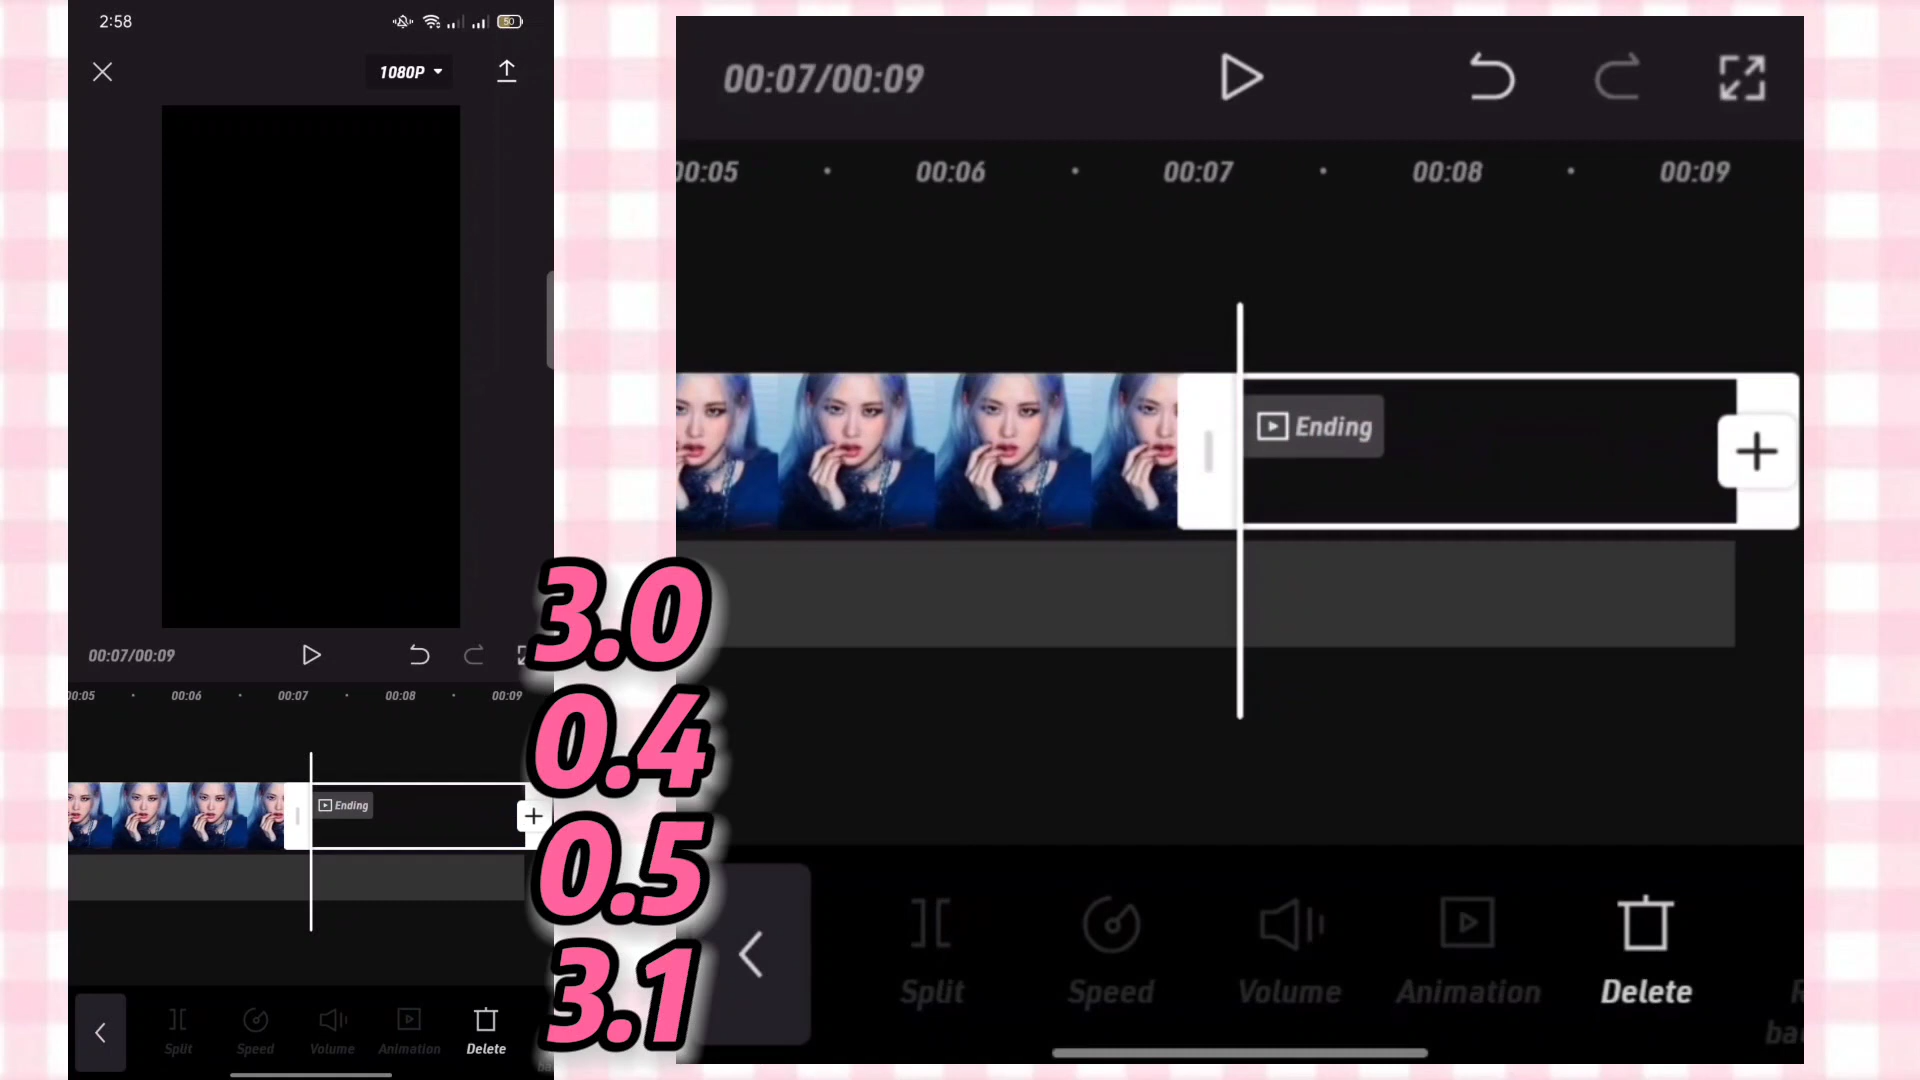 2:58
50
1080P
00:07/00:09
00:05
00:06
00:07
00:08
00:09
Ending
Split
Speed
Volume
Animation
Delete
3.0
0.4
0.5
3.1
00:07/00:09
00:05
00:06
00:07
00:08
00:09
Ending
Split
Speed
Volume
Animation
Delete